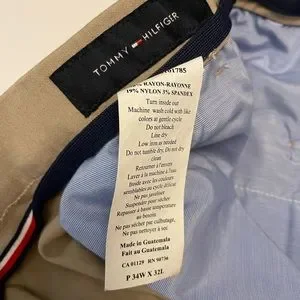 TOMMY HILFIGER
RAYON-RAYONNE
19% NYLON 3% SPANDEX
Turn inside out
Machine wash cold with like
colors at gentle cycle
Do not bleach
Line dry
Low iron as needed
Do not tumble dry, Do not dry
clean
Retourner à l'envers
Laver à la machine à l'eau
froide avec les couleurs
semblables au cycle délicat
Ne pas javeliser
Suspendre pour sécher
Repasser à basse température
au besoin
Ne pas sécher par culbutage,
Ne pas nettoyer à sec
Made in Guatemala
Fait au Guatemala
CA 01129 RN 90736
P 34W X 32L